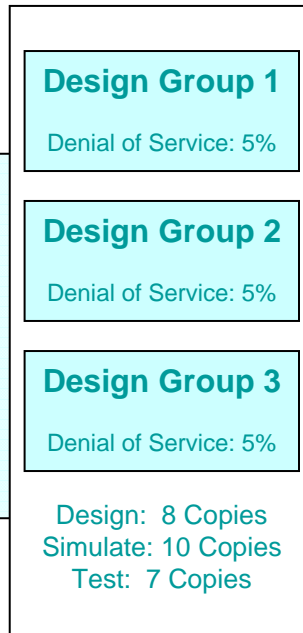 Design Group 1
Denial of Service: 5%
Design Group 2
Denial of Service: 5%
Design Group 3
Denial of Service: 5%
Design: 8 Copies
Simulate: 10 Copies
Test: 7 Copies